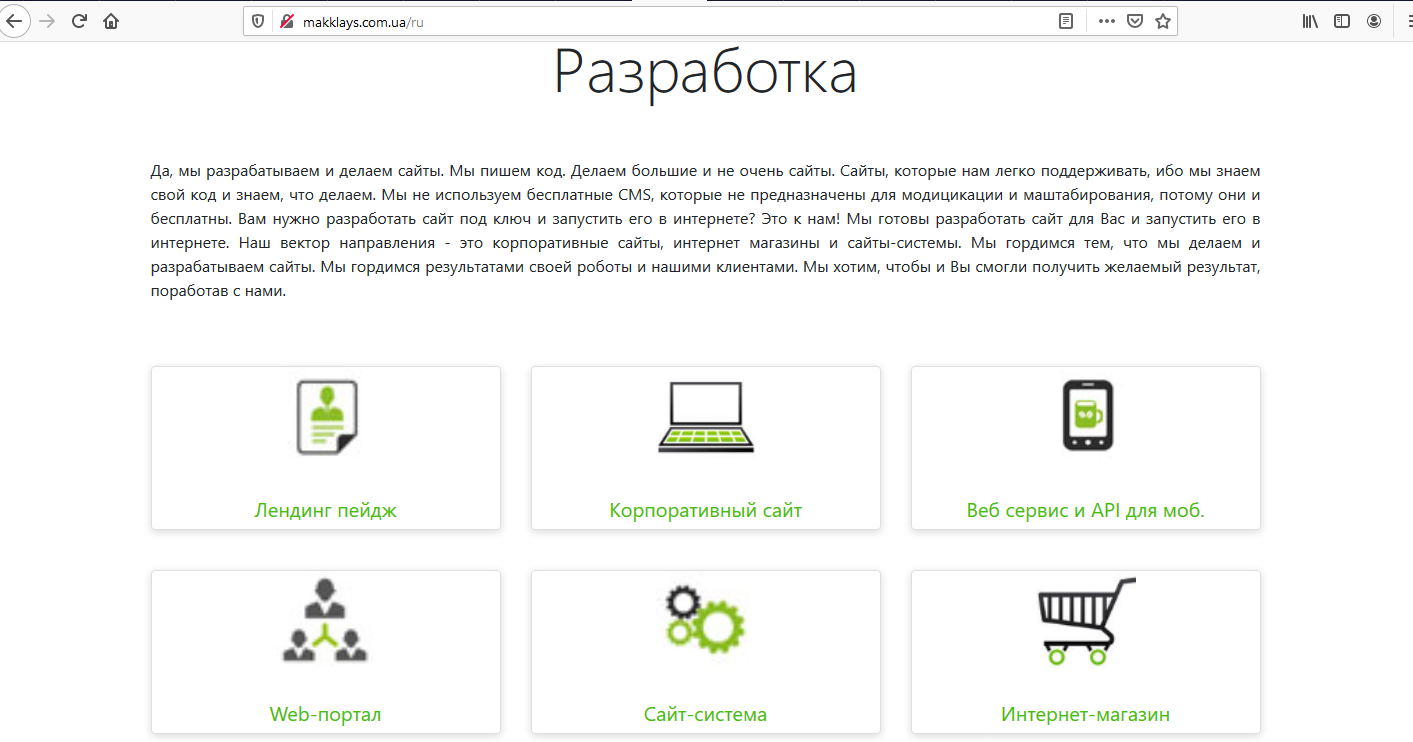 makklays.com.ua/ru
Разработка
Да, мы разрабатываем и делаем сайты. Мы пишем код. Делаем большие и не очень сайты. Сайты, которые нам легко поддерживать, ибо мы знаем
свой код и знаем, что делаем. Мы не используем бесплатные CMS, которые не предназначены для модицикации и маштабирования, потому они и
бесплатны. Вам нужно разработать сайт под ключ и запустить его в интернете? Это к нам! Мы готовы разработать сайт для Вас и запустить его в
интернете. Наш вектор направления - это корпоративные сайты, интернет магазины и сайты-системы. Мы гордимся тем, что мы делаем и
разрабатываем сайты. Мы гордимся результатами своей роботы и нашими клиентами. Мы хотим, чтобы и Вы смогли получить желаемый результат,
поработав с нами.
Лендинг пейдж
Корпоративный сайт
Веб сервис и API для моб.
Web-портал
Сайт-система
Интернет-магазин